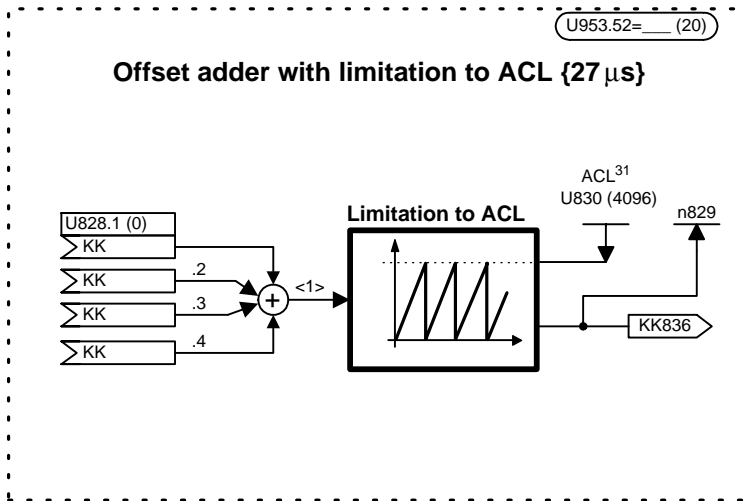 U953.52=___ (20)
Offset adder with limitation to ACL {27 μs}
ACL31
U830 (4096)
n829
Limitation to ACL
U828.1 (0)
KK
.2
KK
<1>
+
.3
KK
KK836
.4
KK